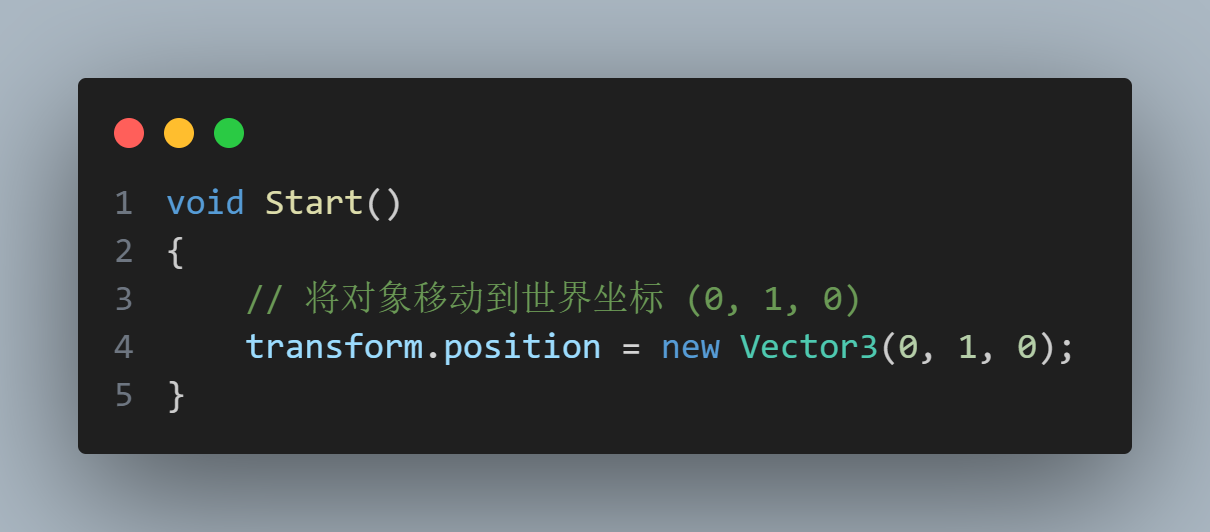 1 void Start()
2 {
3     // 将对象移动到世界坐标 (0, 1, 0)
4     transform.position = new Vector3(0, 1, 0);
5 }